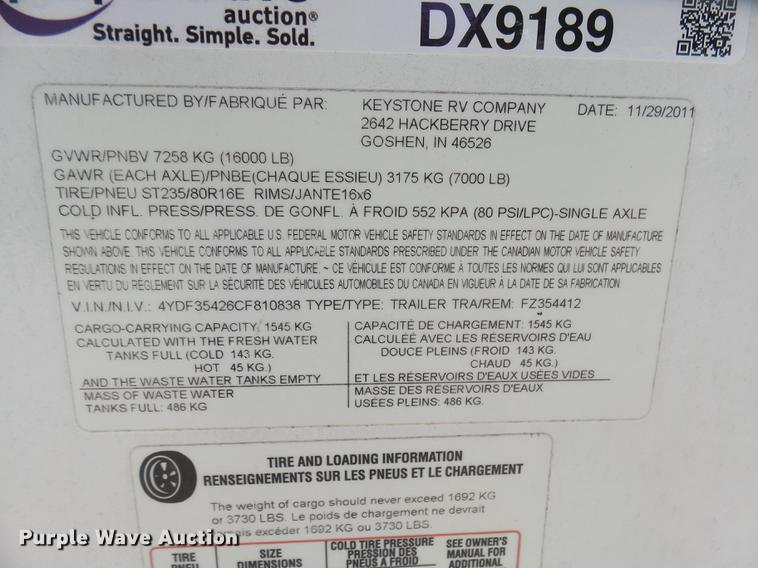 auction®
Straight. Simple. Sold.
DX9189
MANUFACTURED BY/FABRIQUÉ PAR: KEYSTONE RV COMPANY DATE: 11/29/2011
2642 HACKBERRY DRIVE
GOSHEN, IN 46526
GVWR/PNBV 7258 KG (16000 LB)
GAWR (EACH AXLE)/PNBE(CHAQUE ESSIEU) 3175 KG (7000 LB)
TIRE/PNEU ST235/80R16E RIMS/JANTE16x6
COLD INFL. PRESS/PRESS. DE GONFL. À FROID 552 KPA (80 PSI/LPC)-SINGLE AXLE
THIS VEHICLE CONFORMS TO ALL APPLICABLE U.S. FEDERAL MOTOR VEHICLE SAFETY STANDARDS IN EFFECT ON THE DATE OF MANUFACTURE
SHOWN ABOVE. THIS VEHICLE CONFORMS TO ALL APPLICABLE STANDARDS PRESCRIBED UNDER THE CANADIAN MOTOR VEHICLE SAFETY
REGULATIONS IN EFFECT ON THE DATE OF MANUFACTURE. ~ CE VÉHICULE EST CONFORME À TOUTES LES NORMES QUI LUI SONT APPLICABLES
EN VERTU DU RÈGLEMENT SUR LA SÉCURITÉ DES VÉHICULES AUTOMOBILES DU CANADA EN VIGUEUR À LA DATE DE SA FABRICATION
V.I.N./N.I.V.: 4YDF35426CF810838 TYPE/TYPE: TRAILER TRA/REM: FZ354412
CARGO-CARRYING CAPACITY, 1545 KG
CALCULATED WITH THE FRESH WATER
TANKS FULL (COLD 143 KG.
HOT 45 KG.)
AND THE WASTE WATER TANKS EMPTY
MASS OF WASTE WATER
TANKS FULL: 486 KG
CAPACITÉ DE CHARGEMENT: 1545 KG
CALCULÉE AVEC LES RÉSERVOIRS D'EAU
DOUCE PLEINS (FROID 143 KG.
CHAUD 45 KG.)
ET LES RÉSERVOIRS D'EAUX USÉES VIDES
MASSE DES RÉSERVOIRS D'EAUX
USÉES PLEINS: 486 KG.
TIRE AND LOADING INFORMATION
RENSEIGNEMENTS SUR LES PNEUS ET LE CHARGEMENT
The weight of cargo should never exceed 1692 KG
or 3730 LBS. Le poids de chargement ne devrait
jamais excéder 1692 KG ou 3730 LBS.
TIRE SIZE COLD TIRE PRESSURE SEE OWNER'S
PNEU DIMENSIONS PRESSION DES MANUAL FOR
PNEUS A FROID ADDITIONAL
Purple Wave Auction